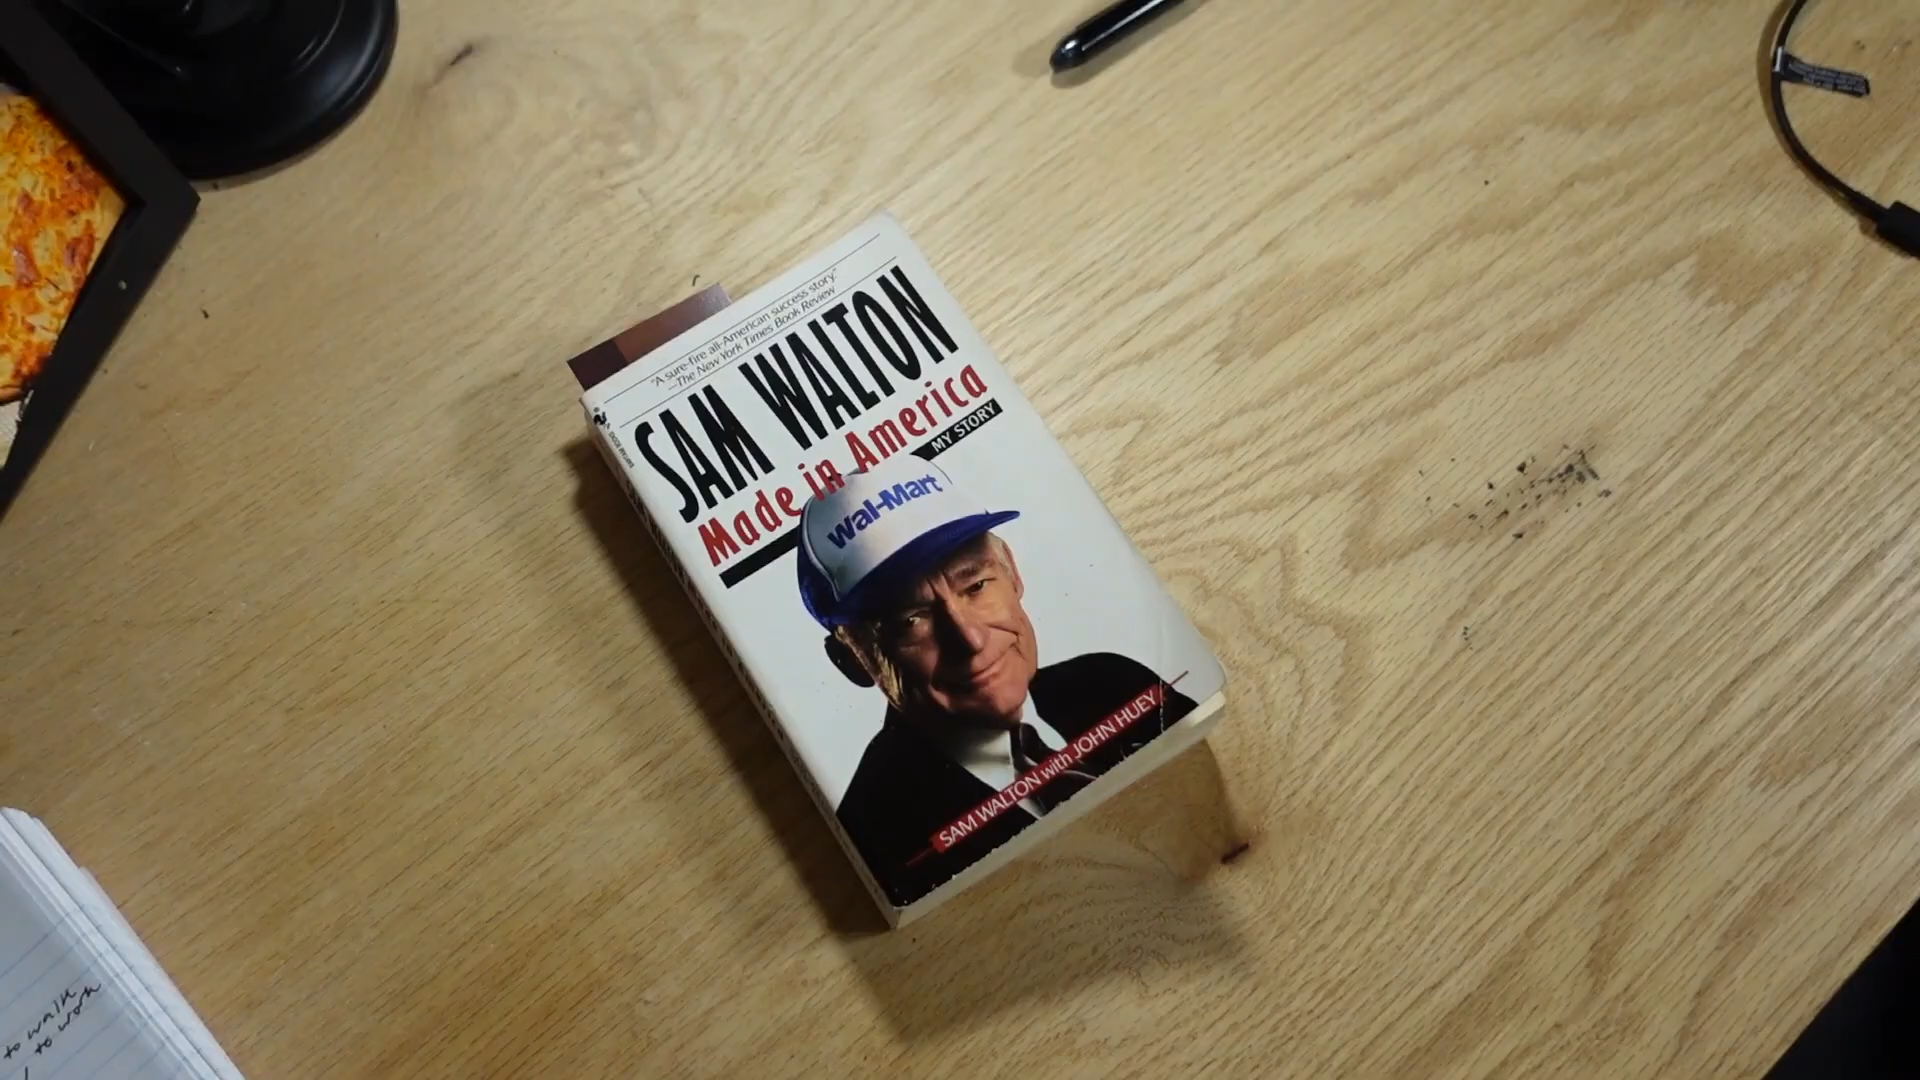 "A sure-fire all-American success story."
—The New York Times Book Review
SAM WALTON
Made in America
MY STORY
Wal-Mart
SAM WALTON with JOHN HUEY
to walk
to work